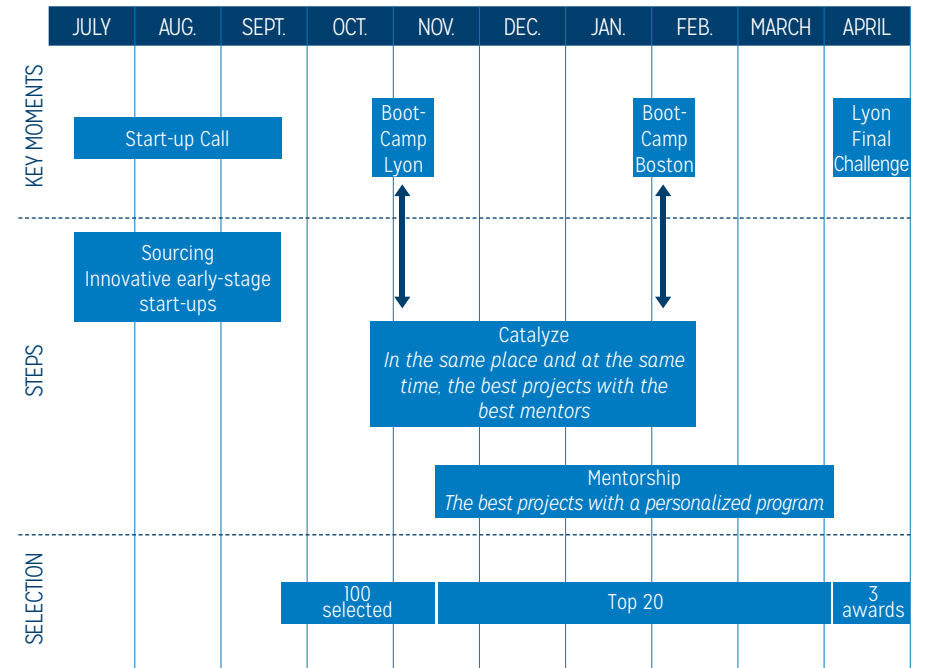 JULY AUG. SEPT. OCT. NOV. DEC. JAN. FEB. MARCH APRIL
KEY MOMENTS
Start-up Call
Boot-
Camp
Lyon
Boot-
Camp
Boston
Lyon
Final
Challenge
STEPS
Sourcing
Innovative early-stage
start-ups
Catalyze
In the same place and at the same
time, the best projects with the
best mentors
Mentorship
The best projects with a personalized program
SELECTION
100
selected
Top 20
3
awards